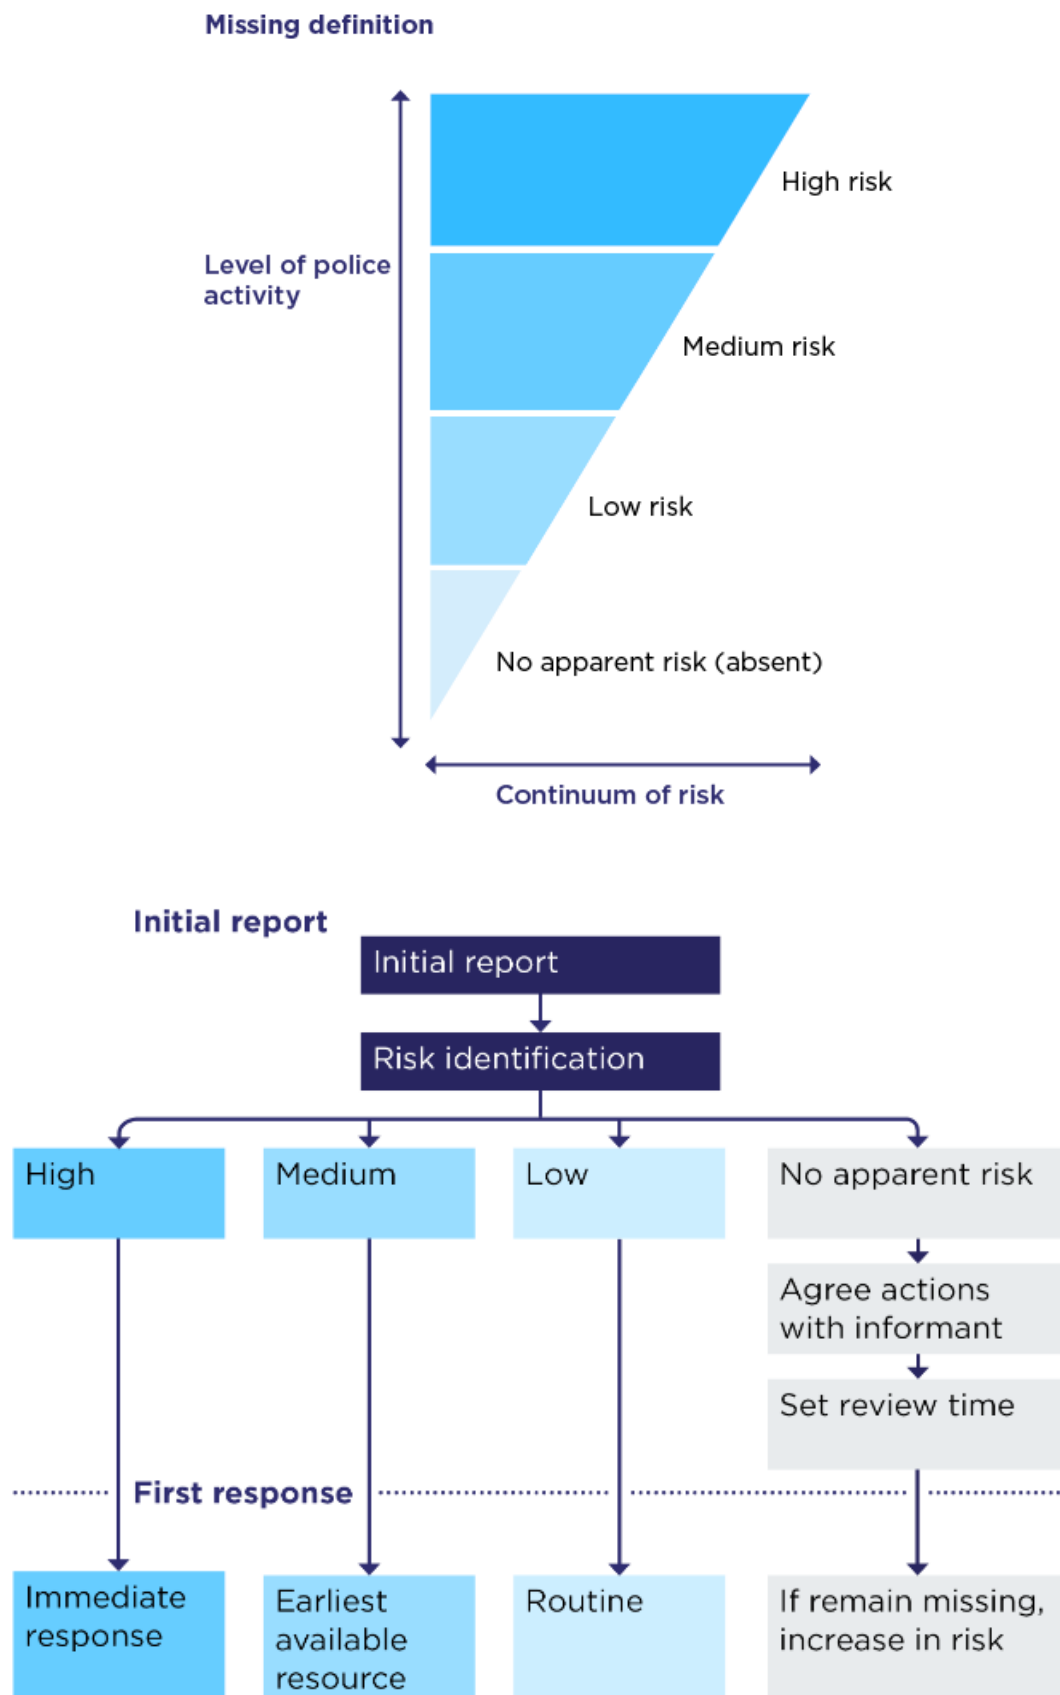 Missing definition
High risk
Level of police
activity
Medium risk
Low risk
No apparent risk (absent)
Continuum of risk
Initial report
Initial report
Risk identification
High
Medium
Low
No apparent risk
Agree actions
with informant
Set review time
First response
Immediate
response
Earliest
available
resource
Routine
If remain missing,
increase in risk